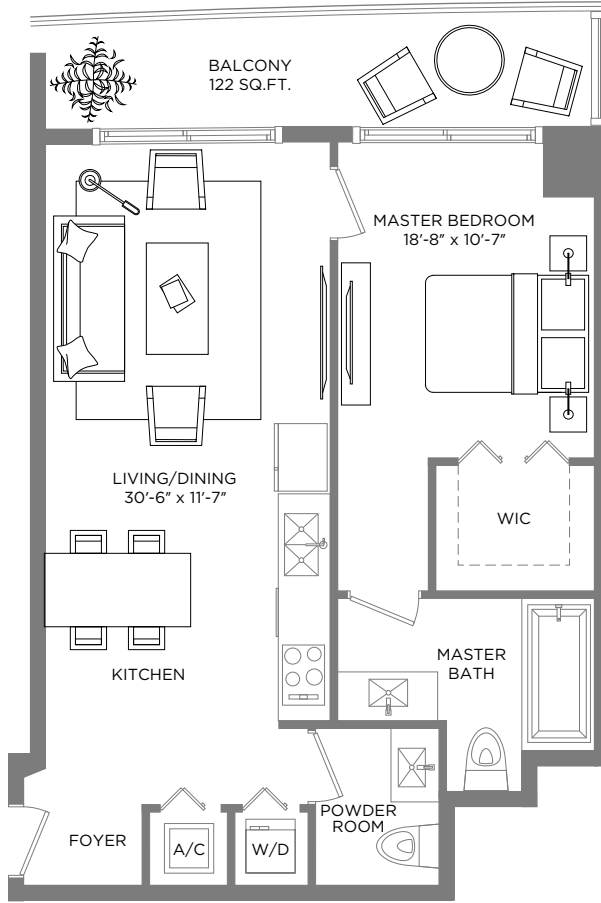 BALCONY
122 SQ.FT.
MASTER BEDROOM
18'-8" x 10'-7"
LIVING/DINING
30'-6" x 11'-7"
WIC
KITCHEN
MASTER
BATH
POWDER
ROOM
FOYER
A/C
W/D